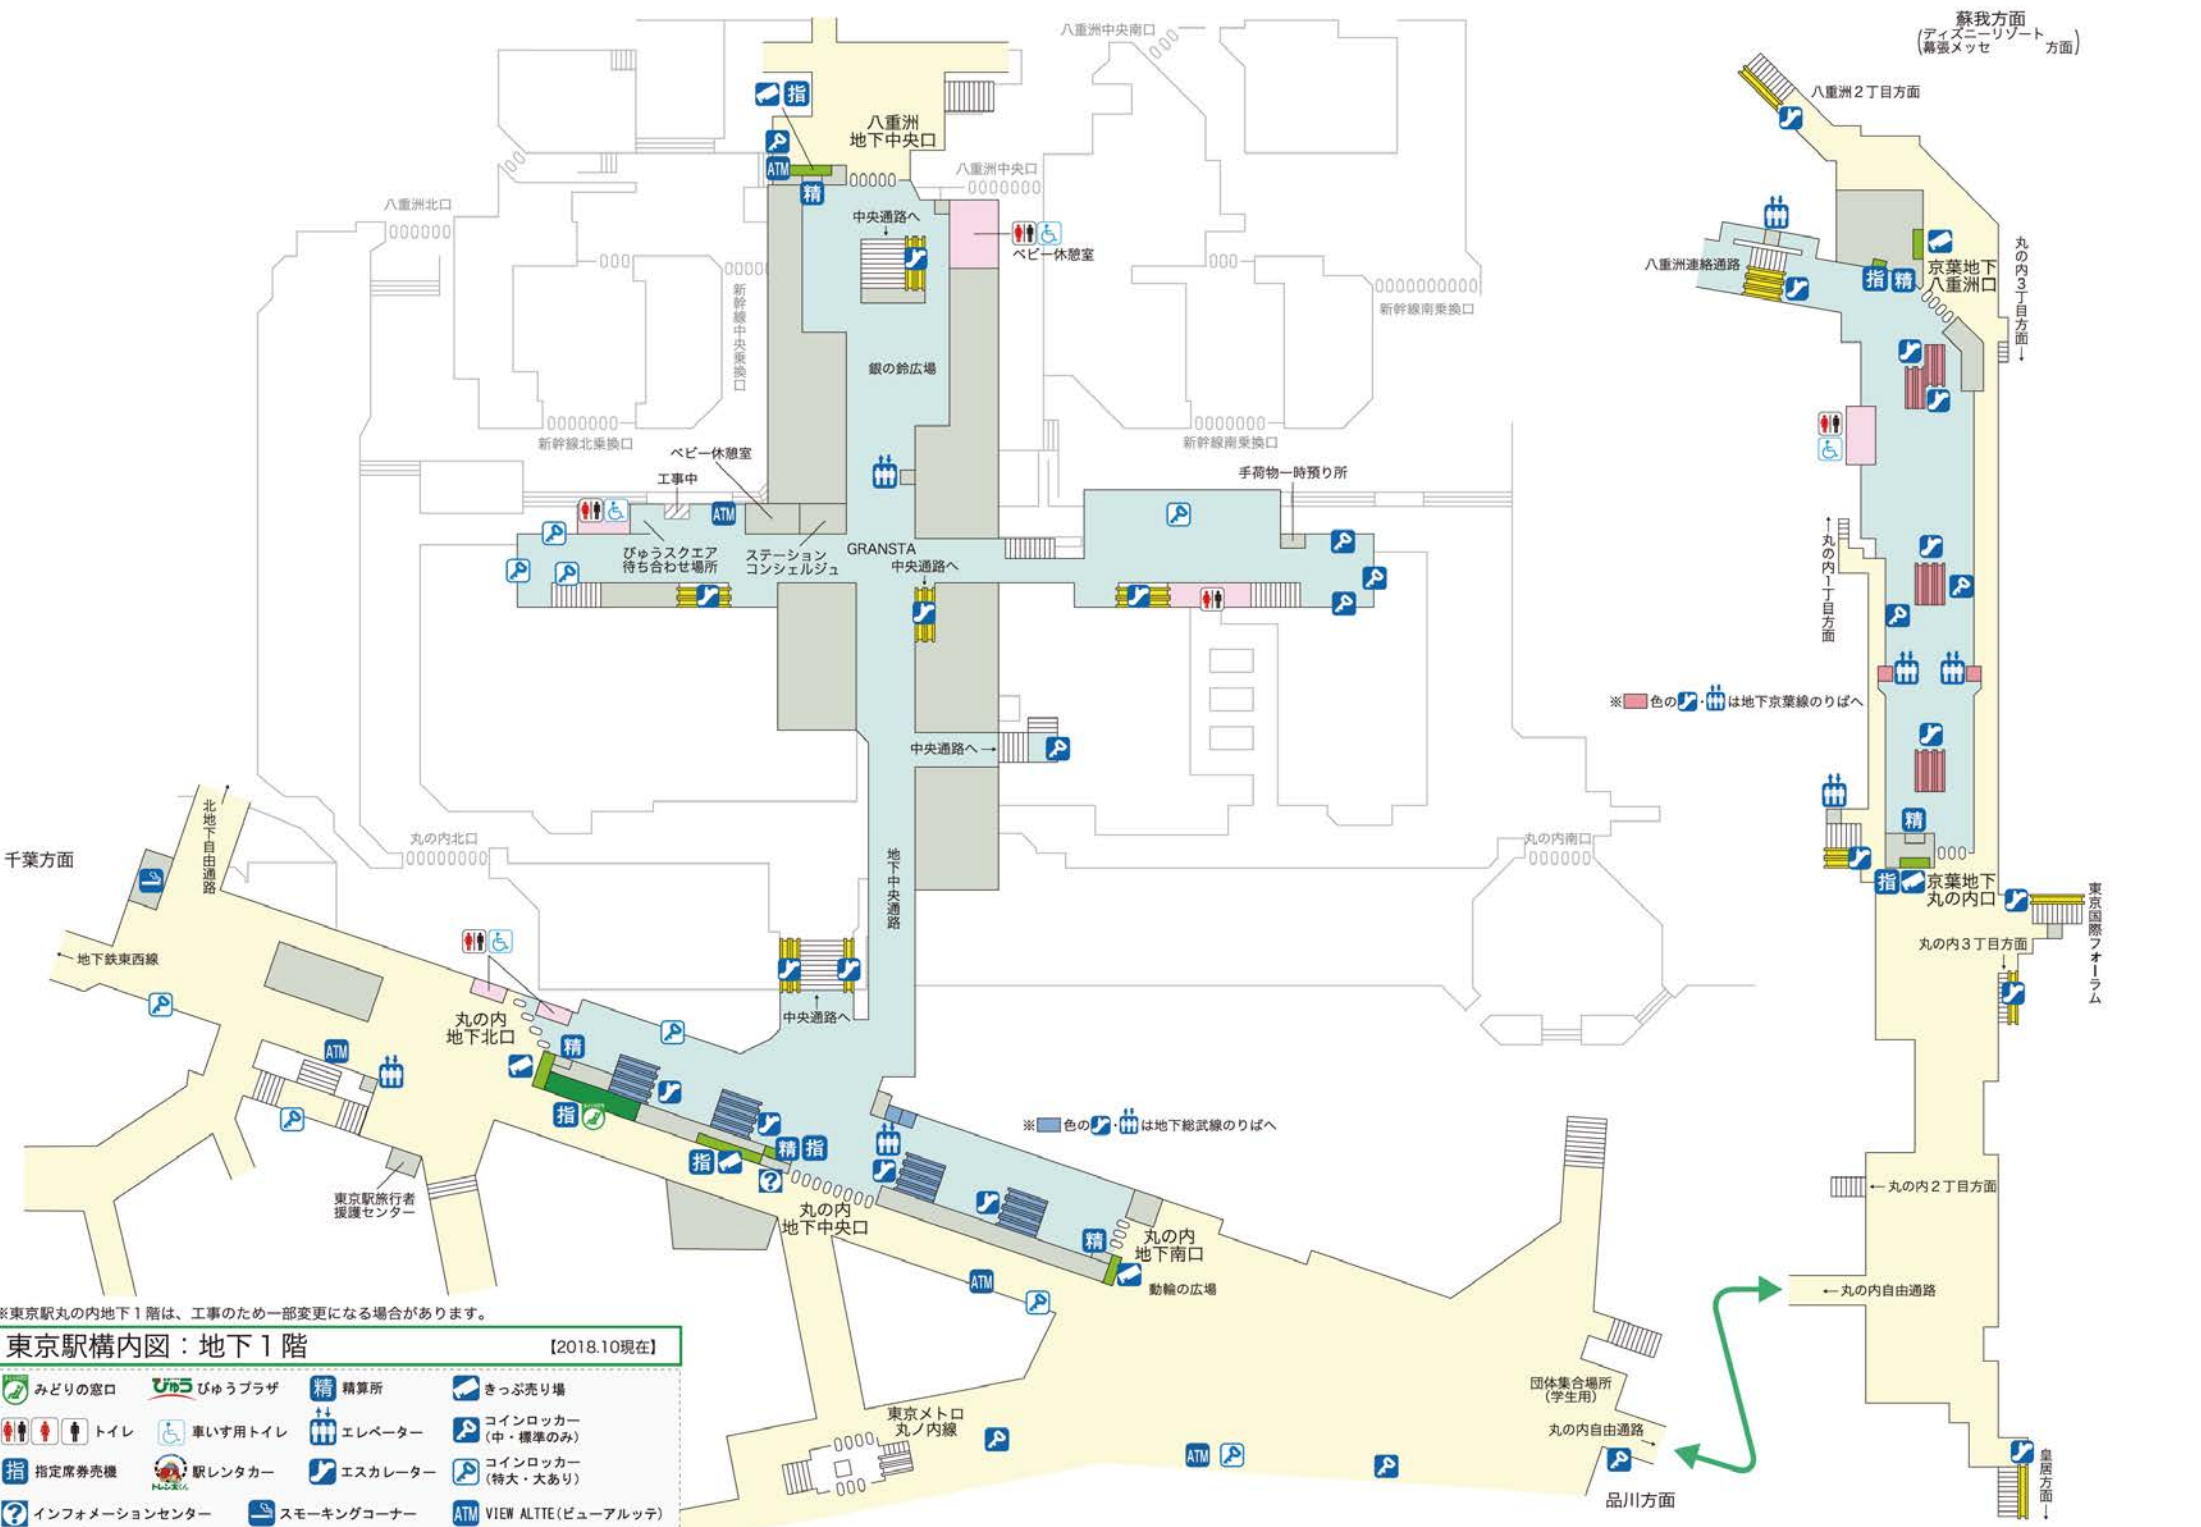 蘇我方面
(ディズニーリゾート
幕張メッセ 方面)
八重洲中央南口
八重洲2丁目方面
指
八重洲
地下中央口
ATM
精
八重洲中央口
中央通路へ
ベビー休憩室
八重洲北口
新幹線中央乗換口
新幹線南乗換口
八重洲連絡通路
指 精
京葉地下
八重洲口
丸の内3丁目方面→
銀の鈴広場
新幹線北乗換口
新幹線南乗換口
ベビー休憩室
工事中
ATM
手荷物一時預り所
びゅうスクエア
待ち合わせ場所
ステーション
コンシェルジュ
GRANSTA
中央通路へ
←丸の内1丁目方面
※色の・は地下京葉線のりばへ
中央通路へ→
北地下自由通路
千葉方面
丸の内北口
地下中央通路
丸の内南口
精
指
京葉地下
丸の内口
東京国際フォーラム
丸の内3丁目方面
←地下鉄東西線
中央通路へ
丸の内
地下北口
精
ATM
指
※色の・は地下総武線のりばへ
指
精 指
東京駅旅行者
援護センター
丸の内
地下中央口
←丸の内2丁目方面
精
丸の内
地下南口
動輪の広場
ATM
←丸の内自由通路
※東京駅丸の内地下1階は、工事のため一部変更になる場合があります。
東京駅構内図：地下1階
【2018.10現在】
みどりの窓口
びゅう びゅうプラザ
精 精算所
きっぷ売り場
トイレ
車いす用トイレ
エレベーター
コインロッカー
(中・標準のみ)
指 指定席券売機
駅レンタカー
エスカレーター
コインロッカー
(特大・大あり)
インフォメーションセンター
スモーキングコーナー
ATM VIEW ALTTE(ビューアルッテ)
東京メトロ
丸ノ内線
ATM
団体集合場所
(学生用)
丸の内自由通路
→
品川方面
皇居方面→